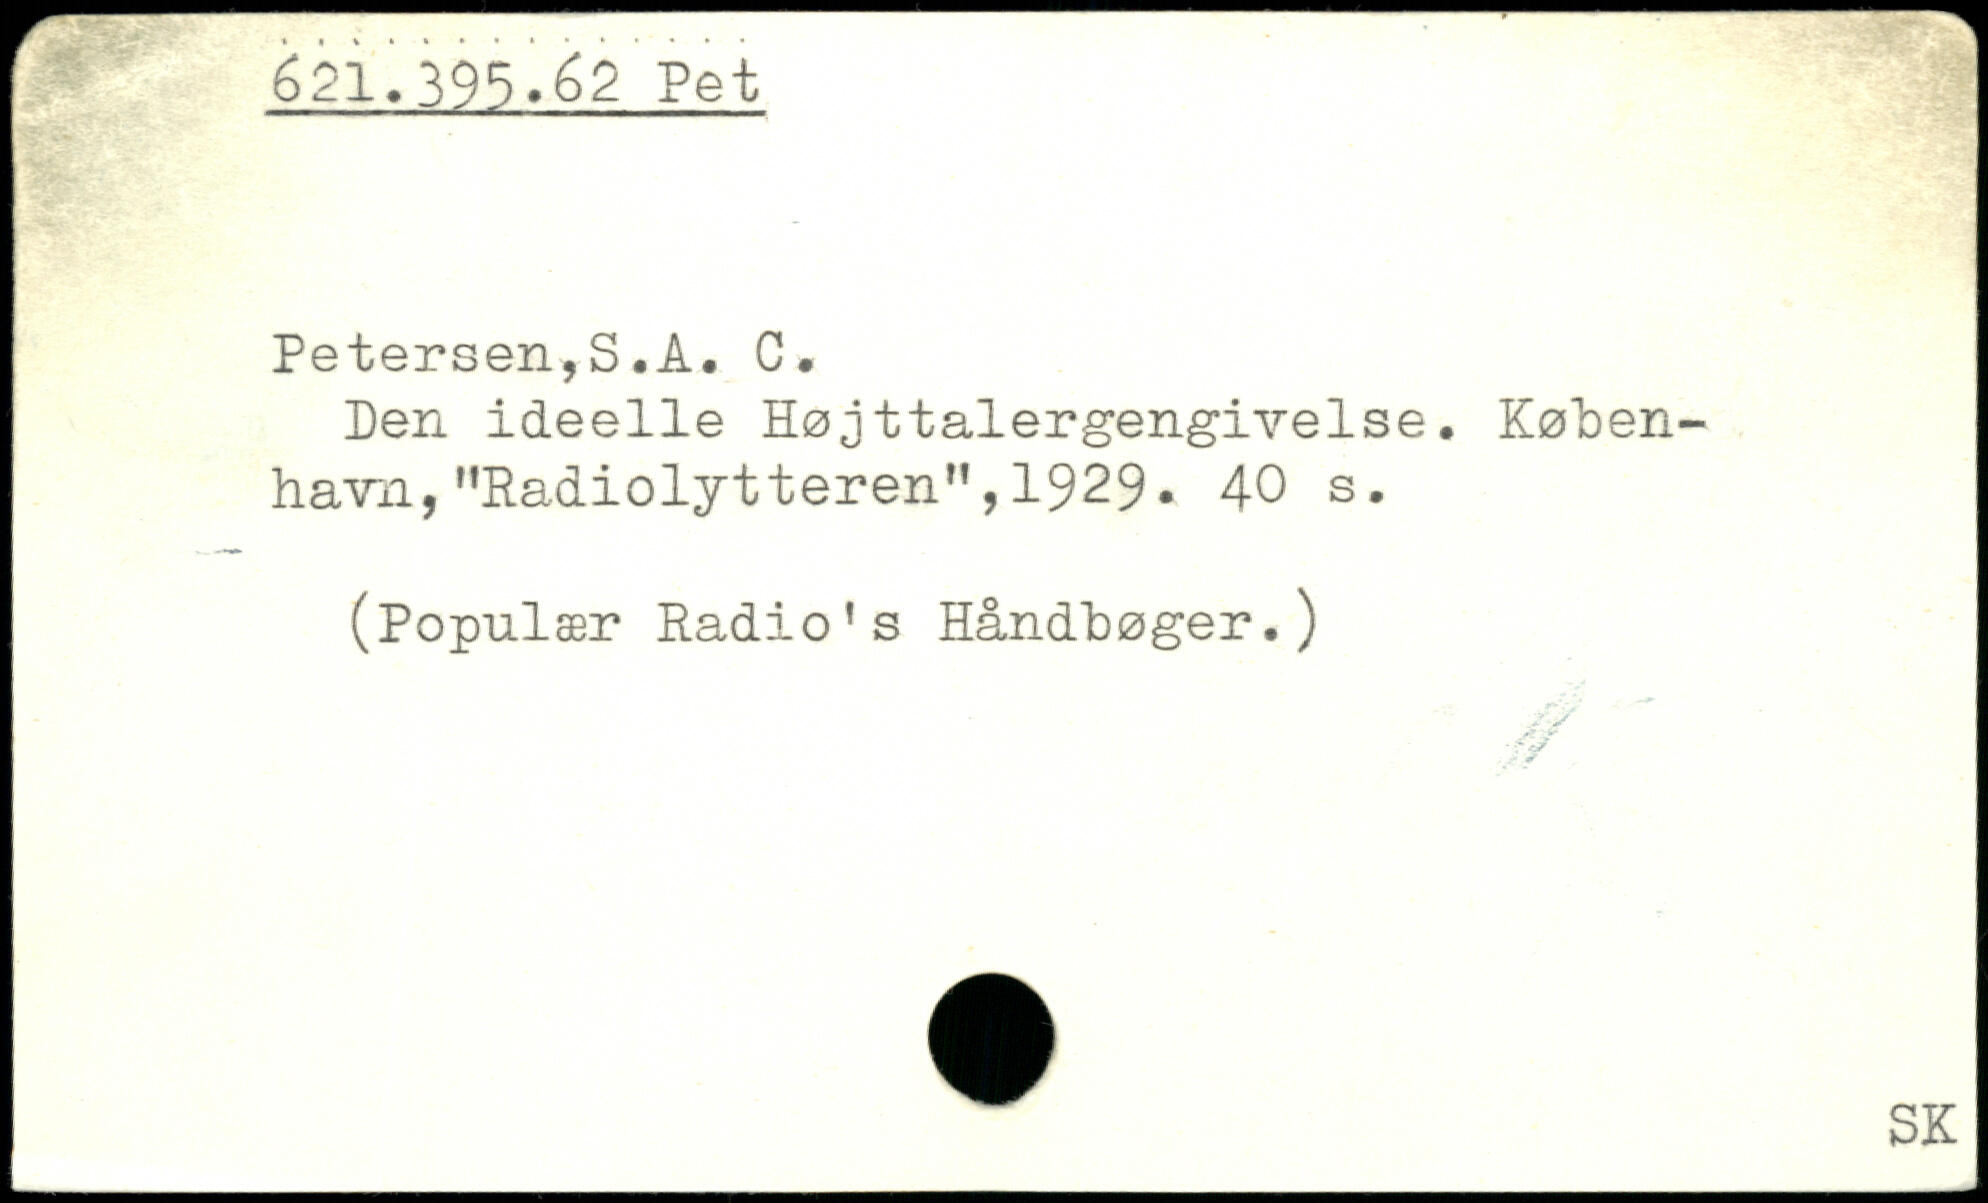 621.395.62 Pet
Petersen,S.A. C.
Den ideelle Højttalergengivelse. Køben-
havn,"Radiolytteren",1929. 40 s.
(Populær Radio's Håndbøger.)
SK